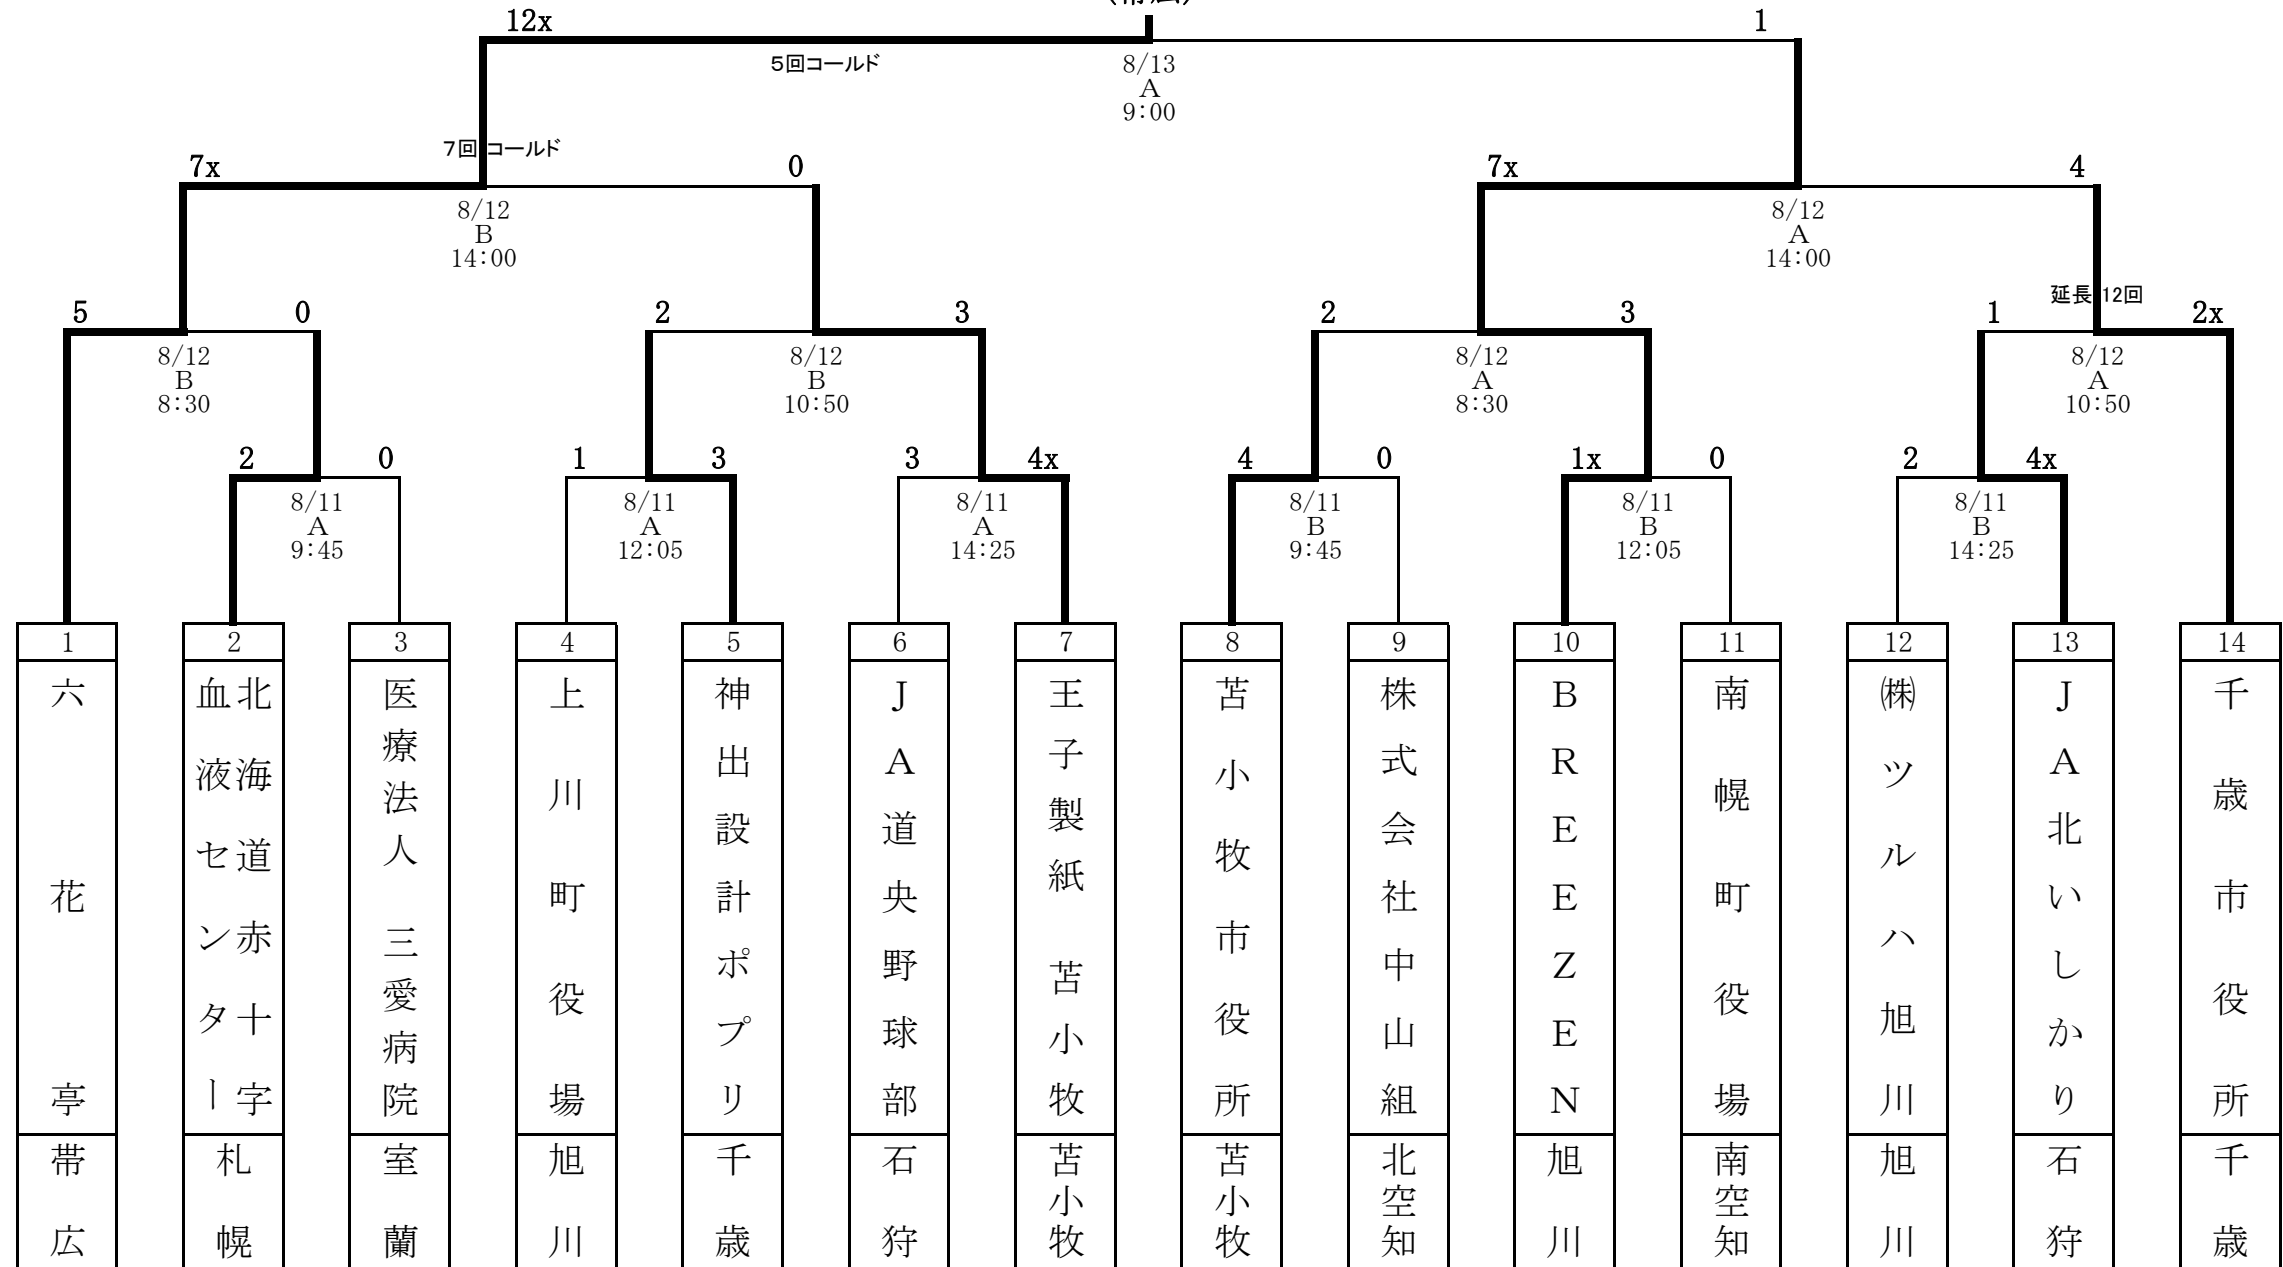 (帯広)
12x
1
5回コールド
8/13
A
9:00
7回 コールド
7x
0
7x
4
8/12
B
14:00
8/12
A
14:00
延長 12回
5
0
2
3
2
3
1
2x
8/12
B
8:30
8/12
B
10:50
8/12
A
8:30
8/12
A
10:50
2
0
1
3
3
4x
4
0
1x
0
2
4x
8/11
A
9:45
8/11
A
12:05
8/11
A
14:25
8/11
B
9:45
8/11
B
12:05
8/11
B
14:25
1
六花亭
帯広
2
北海道赤十字
血液センター
札幌
3
医療法人 三愛病院
室蘭
4
上川町役場
旭川
5
神出設計ポプリ
千歳
6
JA道央野球部
石狩
7
王子製紙 苫小牧
苫小牧
8
苫小牧市役所
苫小牧
9
株式会社中山組
北空知
10
BREEZEN
旭川
11
南幌町役場
南空知
12
㈱ツルハ旭川
旭川
13
JA北いしかり
石狩
14
千歳市役所
千歳